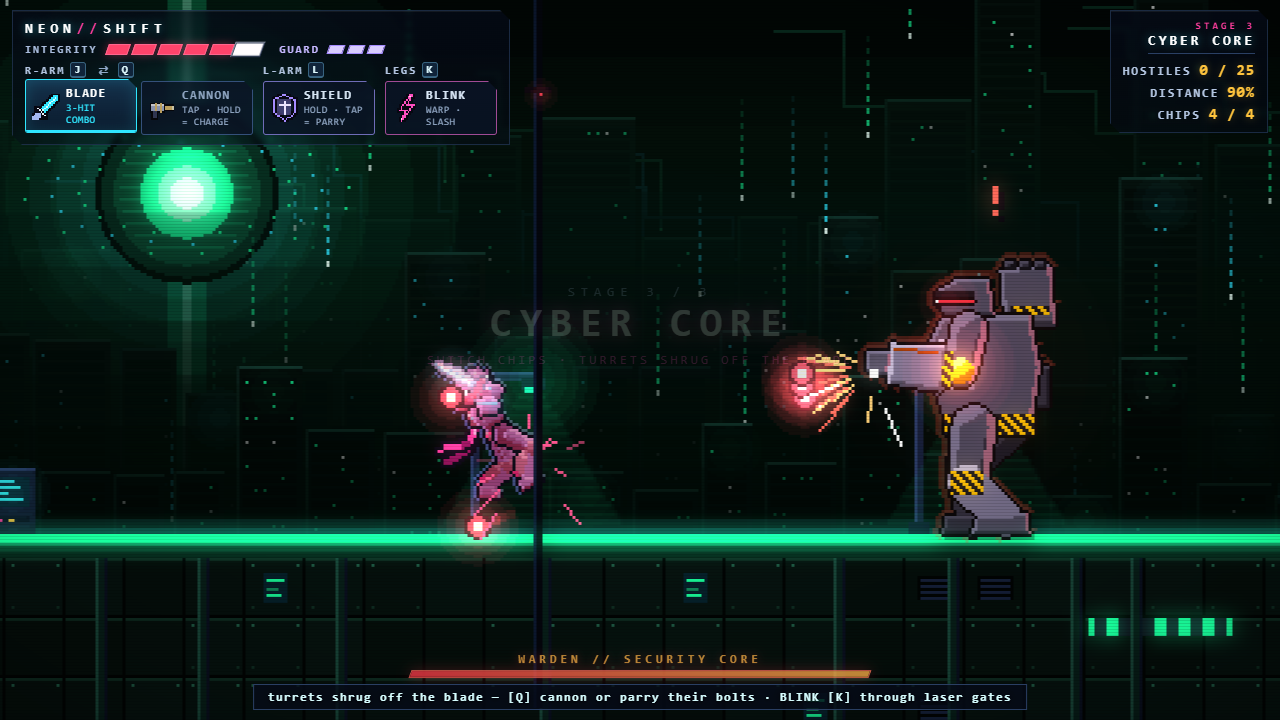 NEON//SHIFT
INTEGRITY GUARD
R-ARM J ⇄ Q L-ARM L LEGS K
BLADE
3-HIT
COMBO
CANNON
TAP · HOLD
= CHARGE
SHIELD
HOLD · TAP
= PARRY
BLINK
WARP ·
SLASH
STAGE 3
CYBER CORE
HOSTILES 0 / 25
DISTANCE 90%
CHIPS 4 / 4
!
STAGE 3 / 3
CYBER CORE
SWITCH CHIPS · TURRETS SHRUG OFF
WARDEN // SECURITY CORE
turrets shrug off the blade — [Q] cannon or parry their bolts · BLINK [K] through laser gates